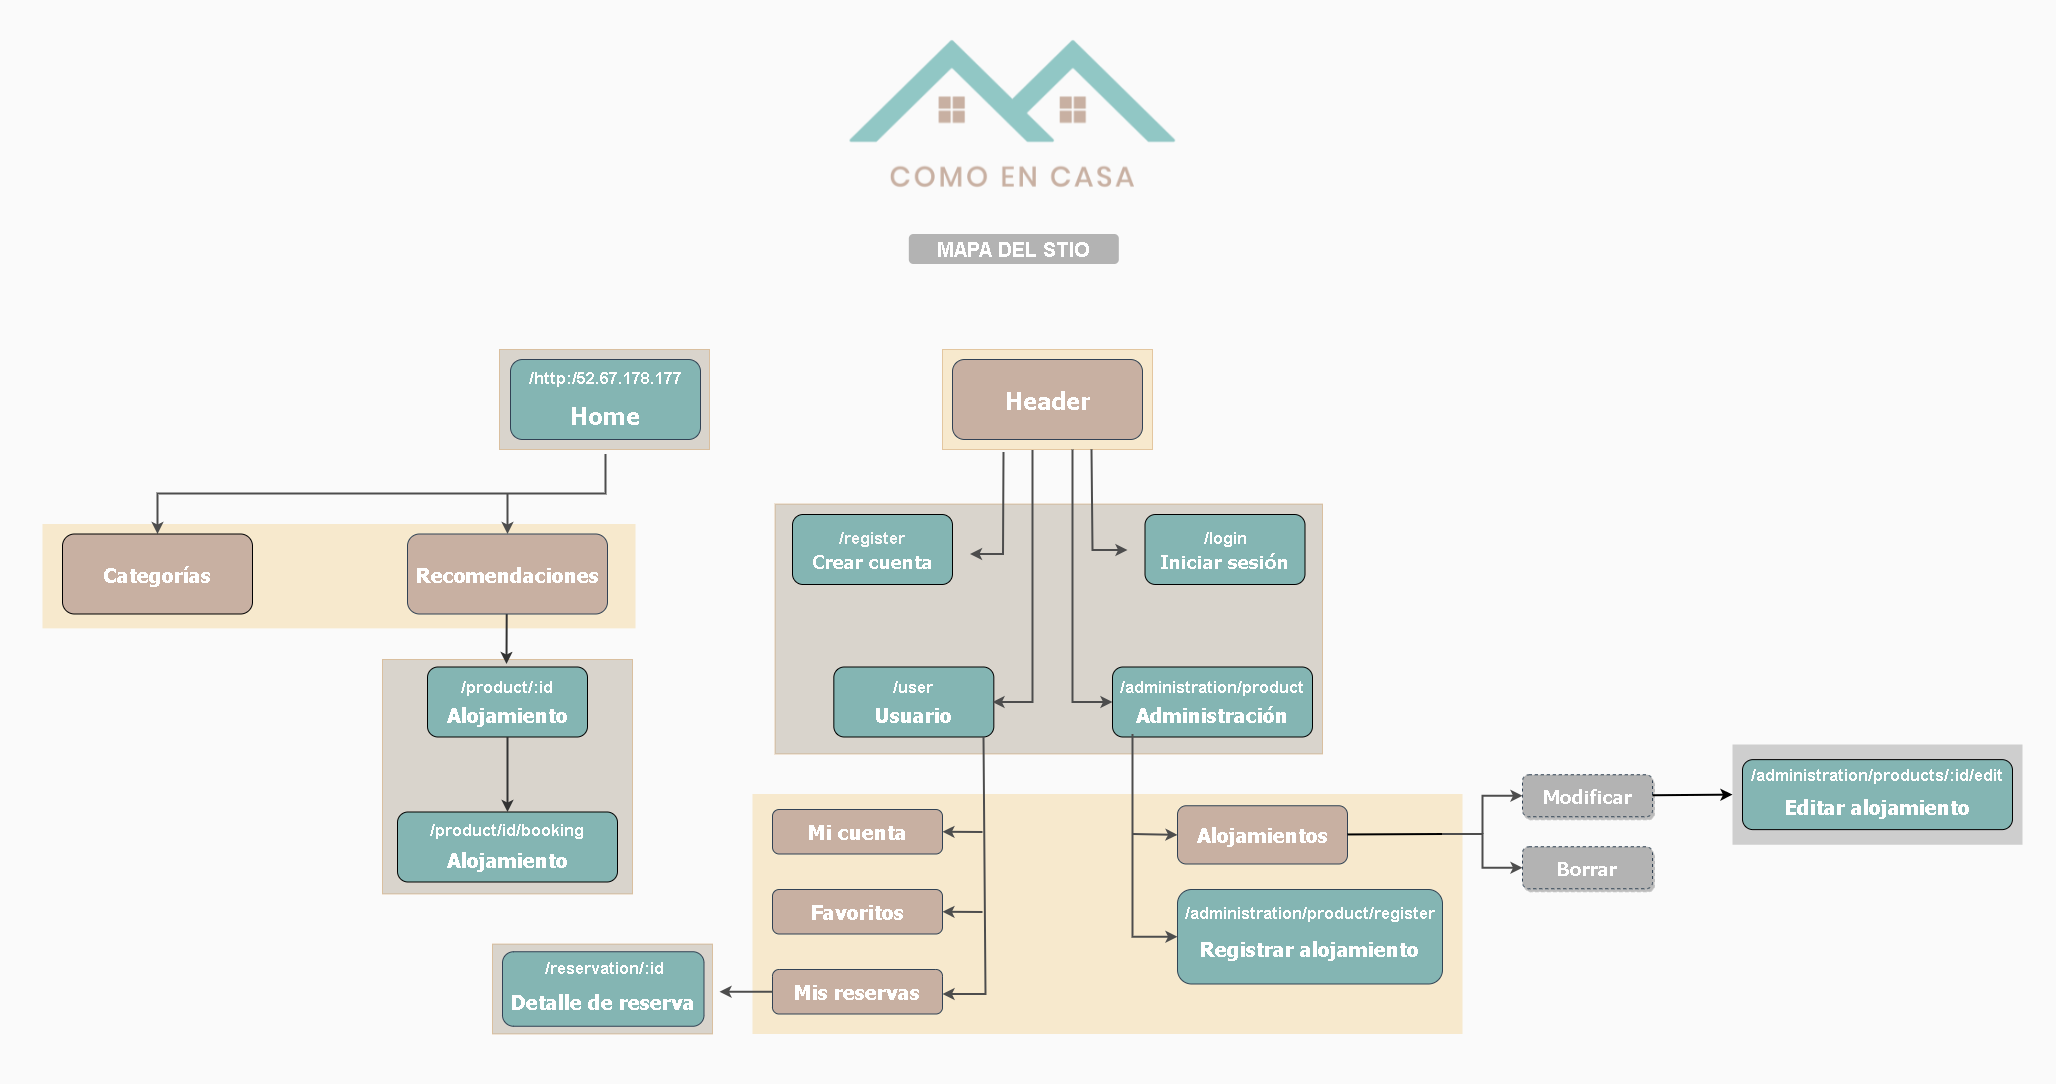 COMO EN CASA
MAPA DEL STIO
/http:/52.67.178.177
Home
Header
Categorías
Recomendaciones
/product/:id
Alojamiento
/product/id/booking
Alojamiento
/register
Crear cuenta
/login
Iniciar sesión
/user
Usuario
/administration/product
Administración
Mi cuenta
Favoritos
Mis reservas
/reservation/:id
Detalle de reserva
Alojamientos
/administration/product/register
Registrar alojamiento
Modificar
Borrar
/administration/products/:id/edit
Editar alojamiento